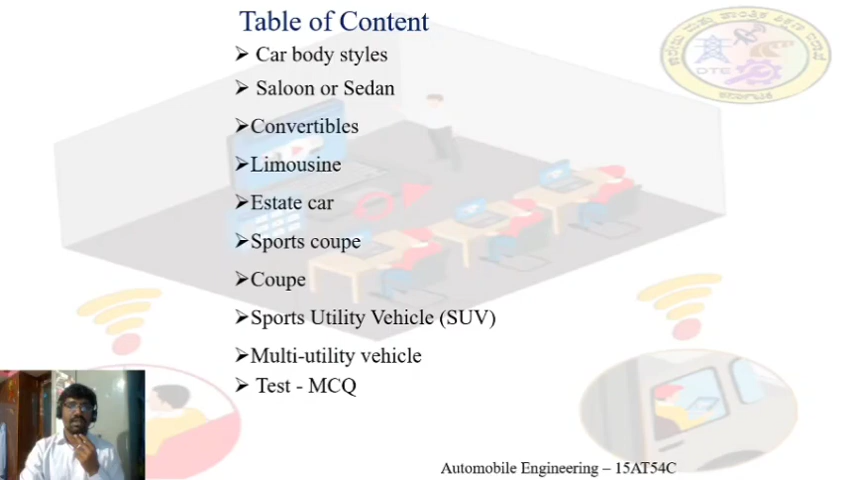 Table of Content
➢ Car body styles
➢ Saloon or Sedan
➢Convertibles
➢Limousine
➢Estate car
➢Sports coupe
➢Coupe
➢Sports Utility Vehicle (SUV)
➢Multi-utility vehicle
➢ Test - MCQ
DTE
Automobile Engineering – 15AT54C